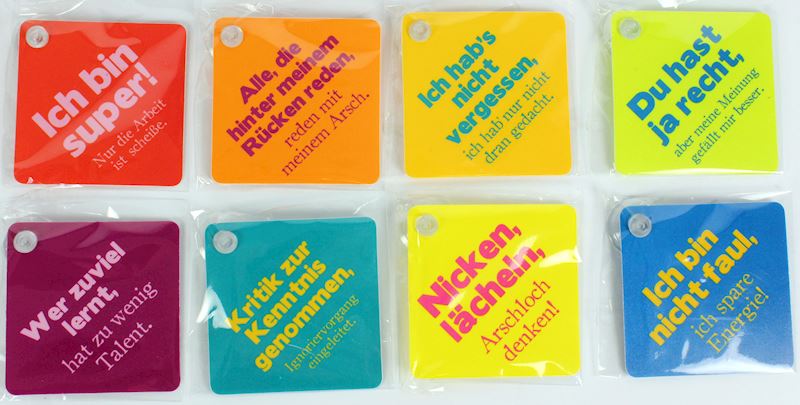 Ich bin
super!
Nur die Arbeit
ist scheiße.
Alle, die
hinter meinem
Rücken reden,
reden mit
meinem Arsch.
Ich hab's
nicht
vergessen,
ich hab' nur nicht
dran gedacht.
Du hast
ja recht,
aber meine Meinung
gefällt mir besser.
Wer zuviel
lernt,
hat zu wenig
Talent.
Kritik zur
Kenntnis
genommen,
Ignoriervorgang
eingeleitet.
Nicken,
lächeln,
Arschloch
denken!
Ich bin
nicht faul,
ich spare
Energie!